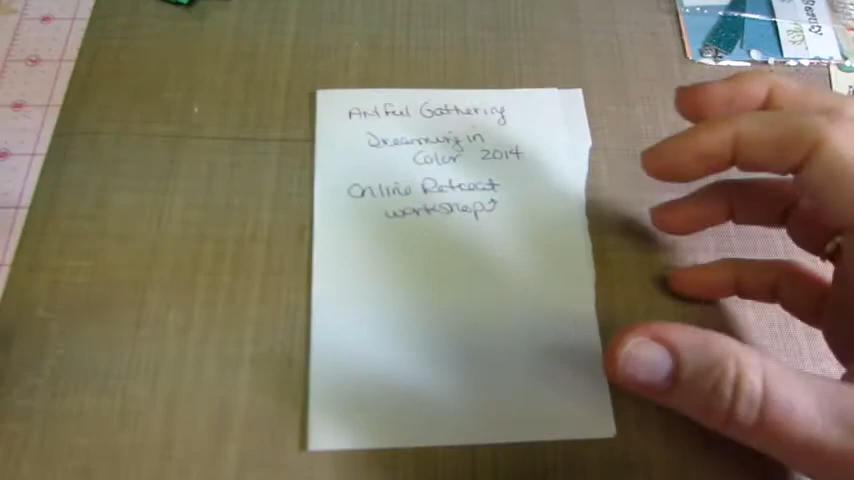 Artful Gathering
Dreaming in
Color 2014
Online Retreat
workshop